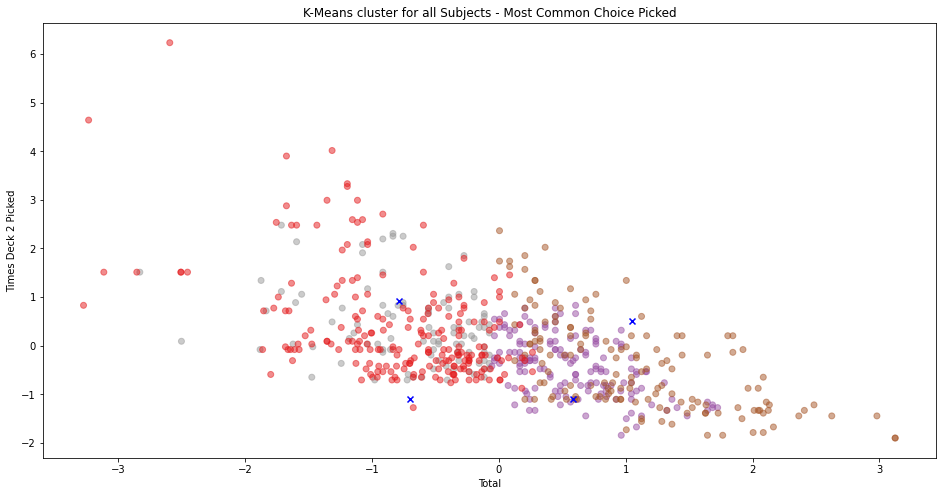 K-Means cluster for all Subjects - Most Common Choice Picked
6
5
4
3
2
1
0
−1
−2
Times Deck 2 Picked
−3 −2 −1 0 1 2 3
Total